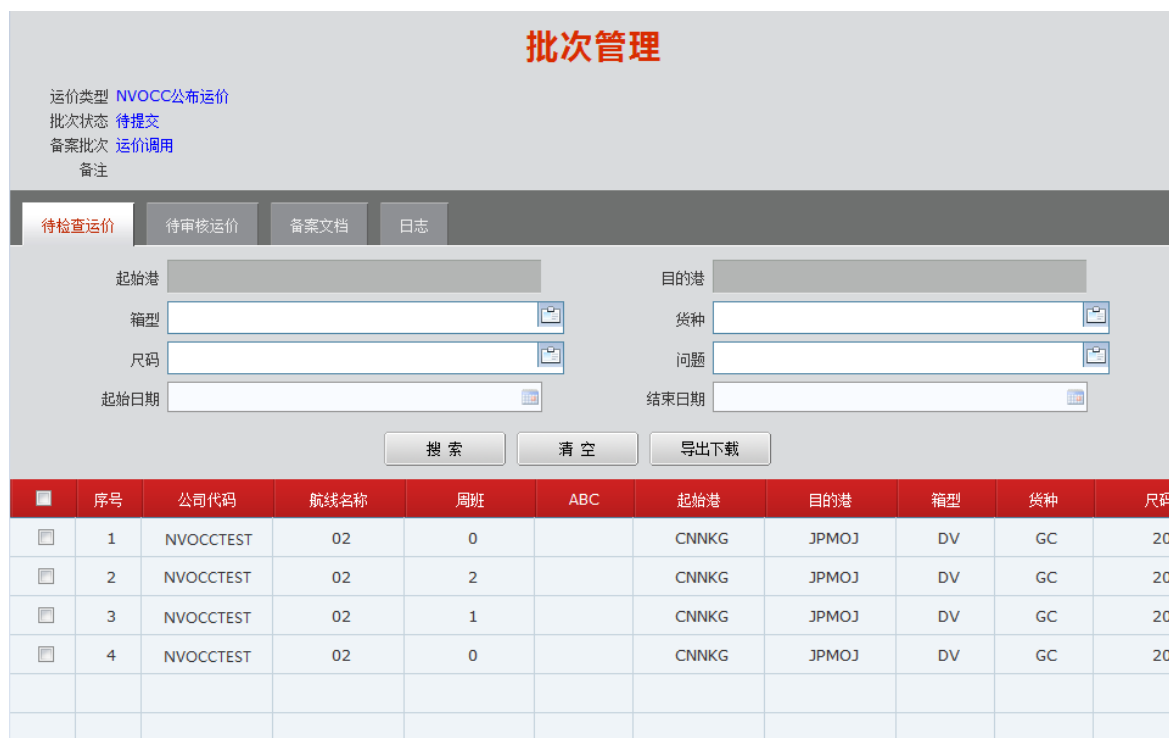 批次管理
运价类型 NVOCC公布运价
批次状态 待提交
备案批次 运价调用
备注
待检查运价 待审核运价 备案文档 日志
起始港 目的港
箱型 货种
尺码 问题
起始日期 结束日期
搜 索 清 空 导出下载
序号 公司代码 航线名称 周班 ABC 起始港 目的港 箱型 货种 尺码
1 NVOCCTEST 02 0 CNNKG JPMOJ DV GC 20
2 NVOCCTEST 02 2 CNNKG JPMOJ DV GC 20
3 NVOCCTEST 02 1 CNNKG JPMOJ DV GC 20
4 NVOCCTEST 02 0 CNNKG JPMOJ DV GC 20